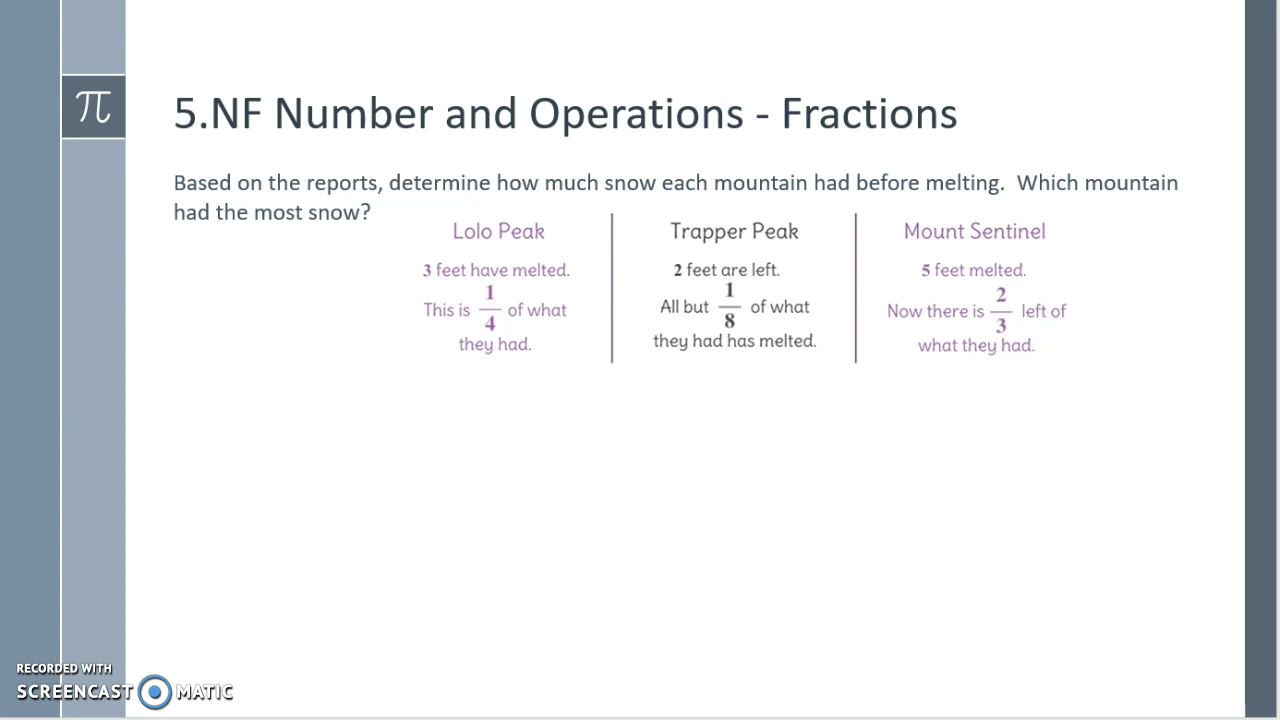 π
5.NF Number and Operations - Fractions
Based on the reports, determine how much snow each mountain had before melting.  Which mountain
had the most snow?
Lolo Peak
3 feet have melted.
This is 1/4 of what
they had.
Trapper Peak
2 feet are left.
All but 1/8 of what
they had has melted.
Mount Sentinel
5 feet melted.
Now there is 2/3 left of
what they had.
RECORDED WITH
SCREENCAST MATIC